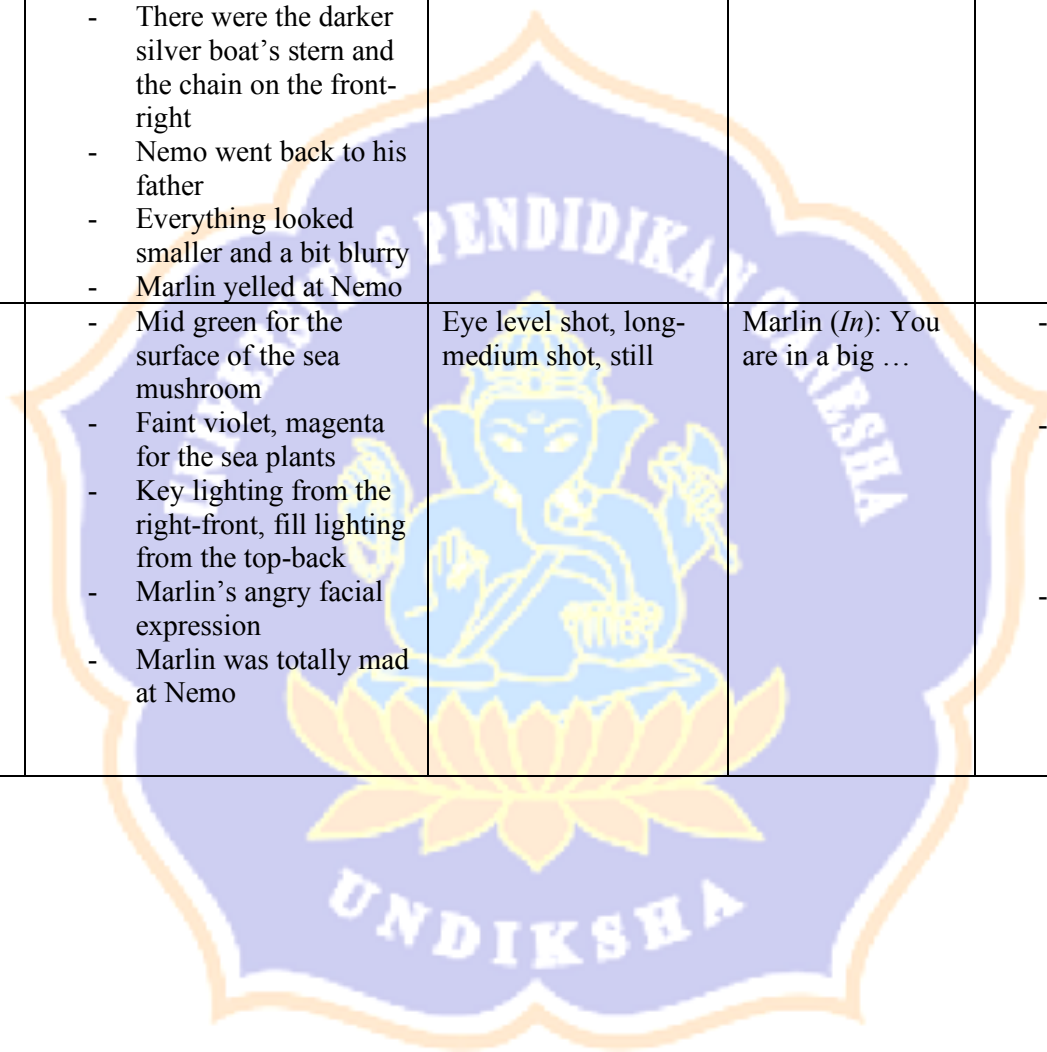 - There were the darker
silver boat’s stern and
the chain on the front-
right
- Nemo went back to his
father
- Everything looked
smaller and a bit blurry
- Marlin yelled at Nemo
- Mid green for the
surface of the sea
mushroom
- Faint violet, magenta
for the sea plants
- Key lighting from the
right-front, fill lighting
from the top-back
- Marlin’s angry facial
expression
- Marlin was totally mad
at Nemo
Eye level shot, long-
medium shot, still
Marlin (In): You
are in a big …
-
-
-
UNIVERSITAS PENDIDIKAN GANESHA
UNDIKSHA